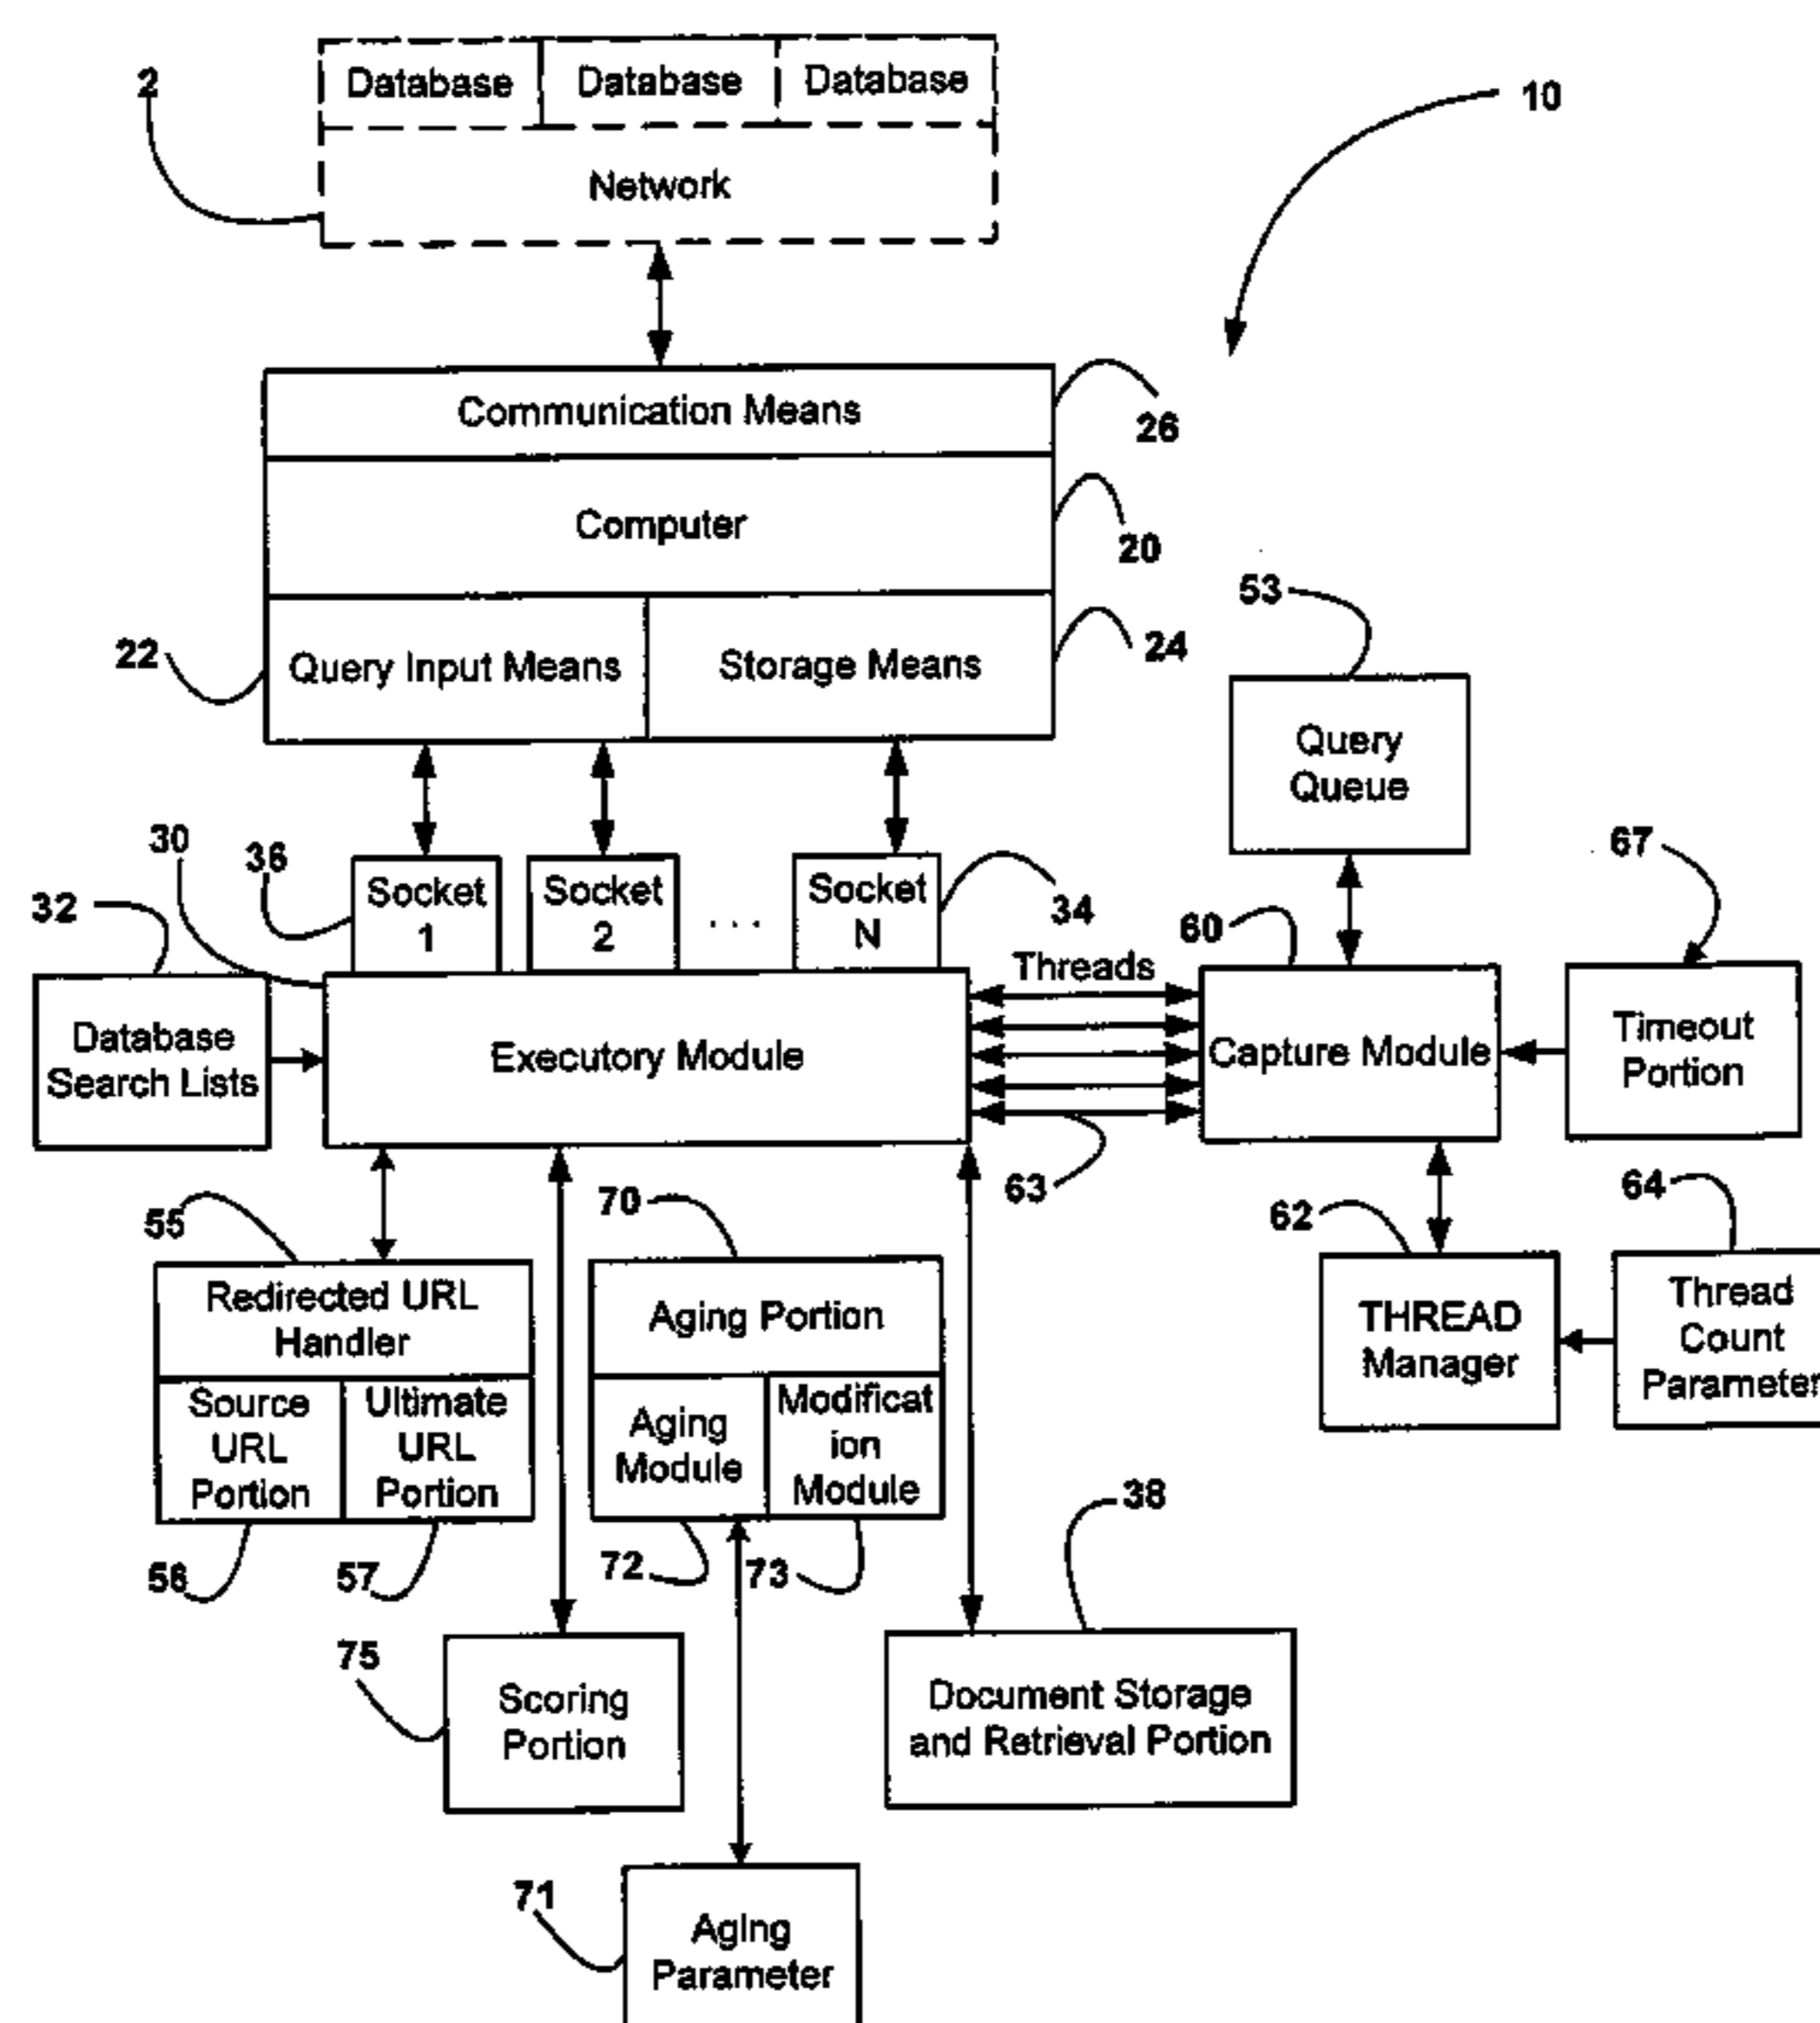 2
Database
Database
Database
10
Network
Communication Means
26
Computer
20
22
Query Input Means
Storage Means
24
53
Query
Queue
30
36
Socket
1
Socket
2
...
Socket
N
34
67
32
60
Threads
Database
Search Lists
Executory Module
Capture Module
Timeout
Portion
63
55
70
62
64
Redirected URL
Handler
Source
URL
Portion
Ultimate
URL
Portion
Aging Portion
Aging
Module
Modificat
ion
Module
THREAD
Manager
Thread
Count
Parameter
38
56
57
72
73
75
Scoring
Portion
Document Storage
and Retrieval Portion
71
Aging
Parameter